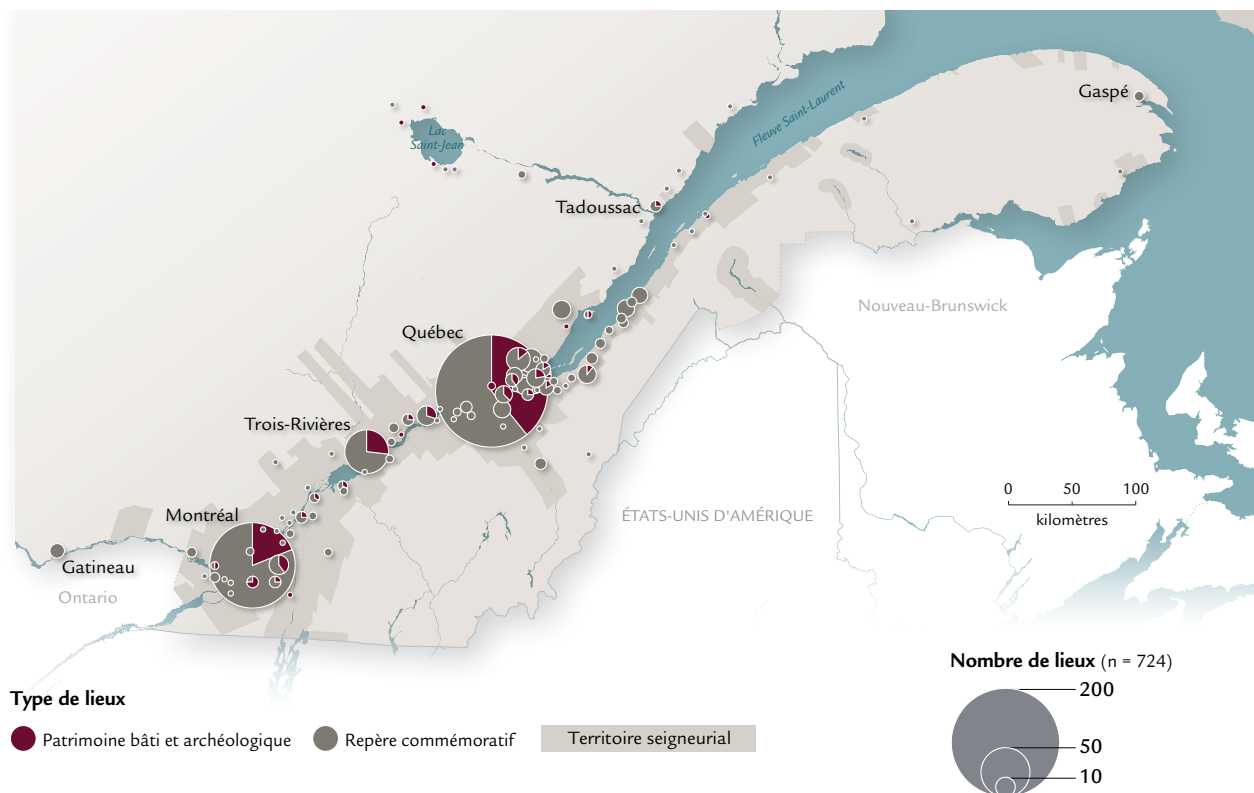 Gaspé
Fleuve Saint-Laurent
Lac
Saint-Jean
Tadoussac
Nouveau-Brunswick
Québec
Trois-Rivières
Montréal
ÉTATS-UNIS D'AMÉRIQUE
0 50 100
kilomètres
Gatineau
Ontario
Nombre de lieux (n = 724)
200
50
10
Type de lieux
Patrimoine bâti et archéologique
Repère commémoratif
Territoire seigneurial